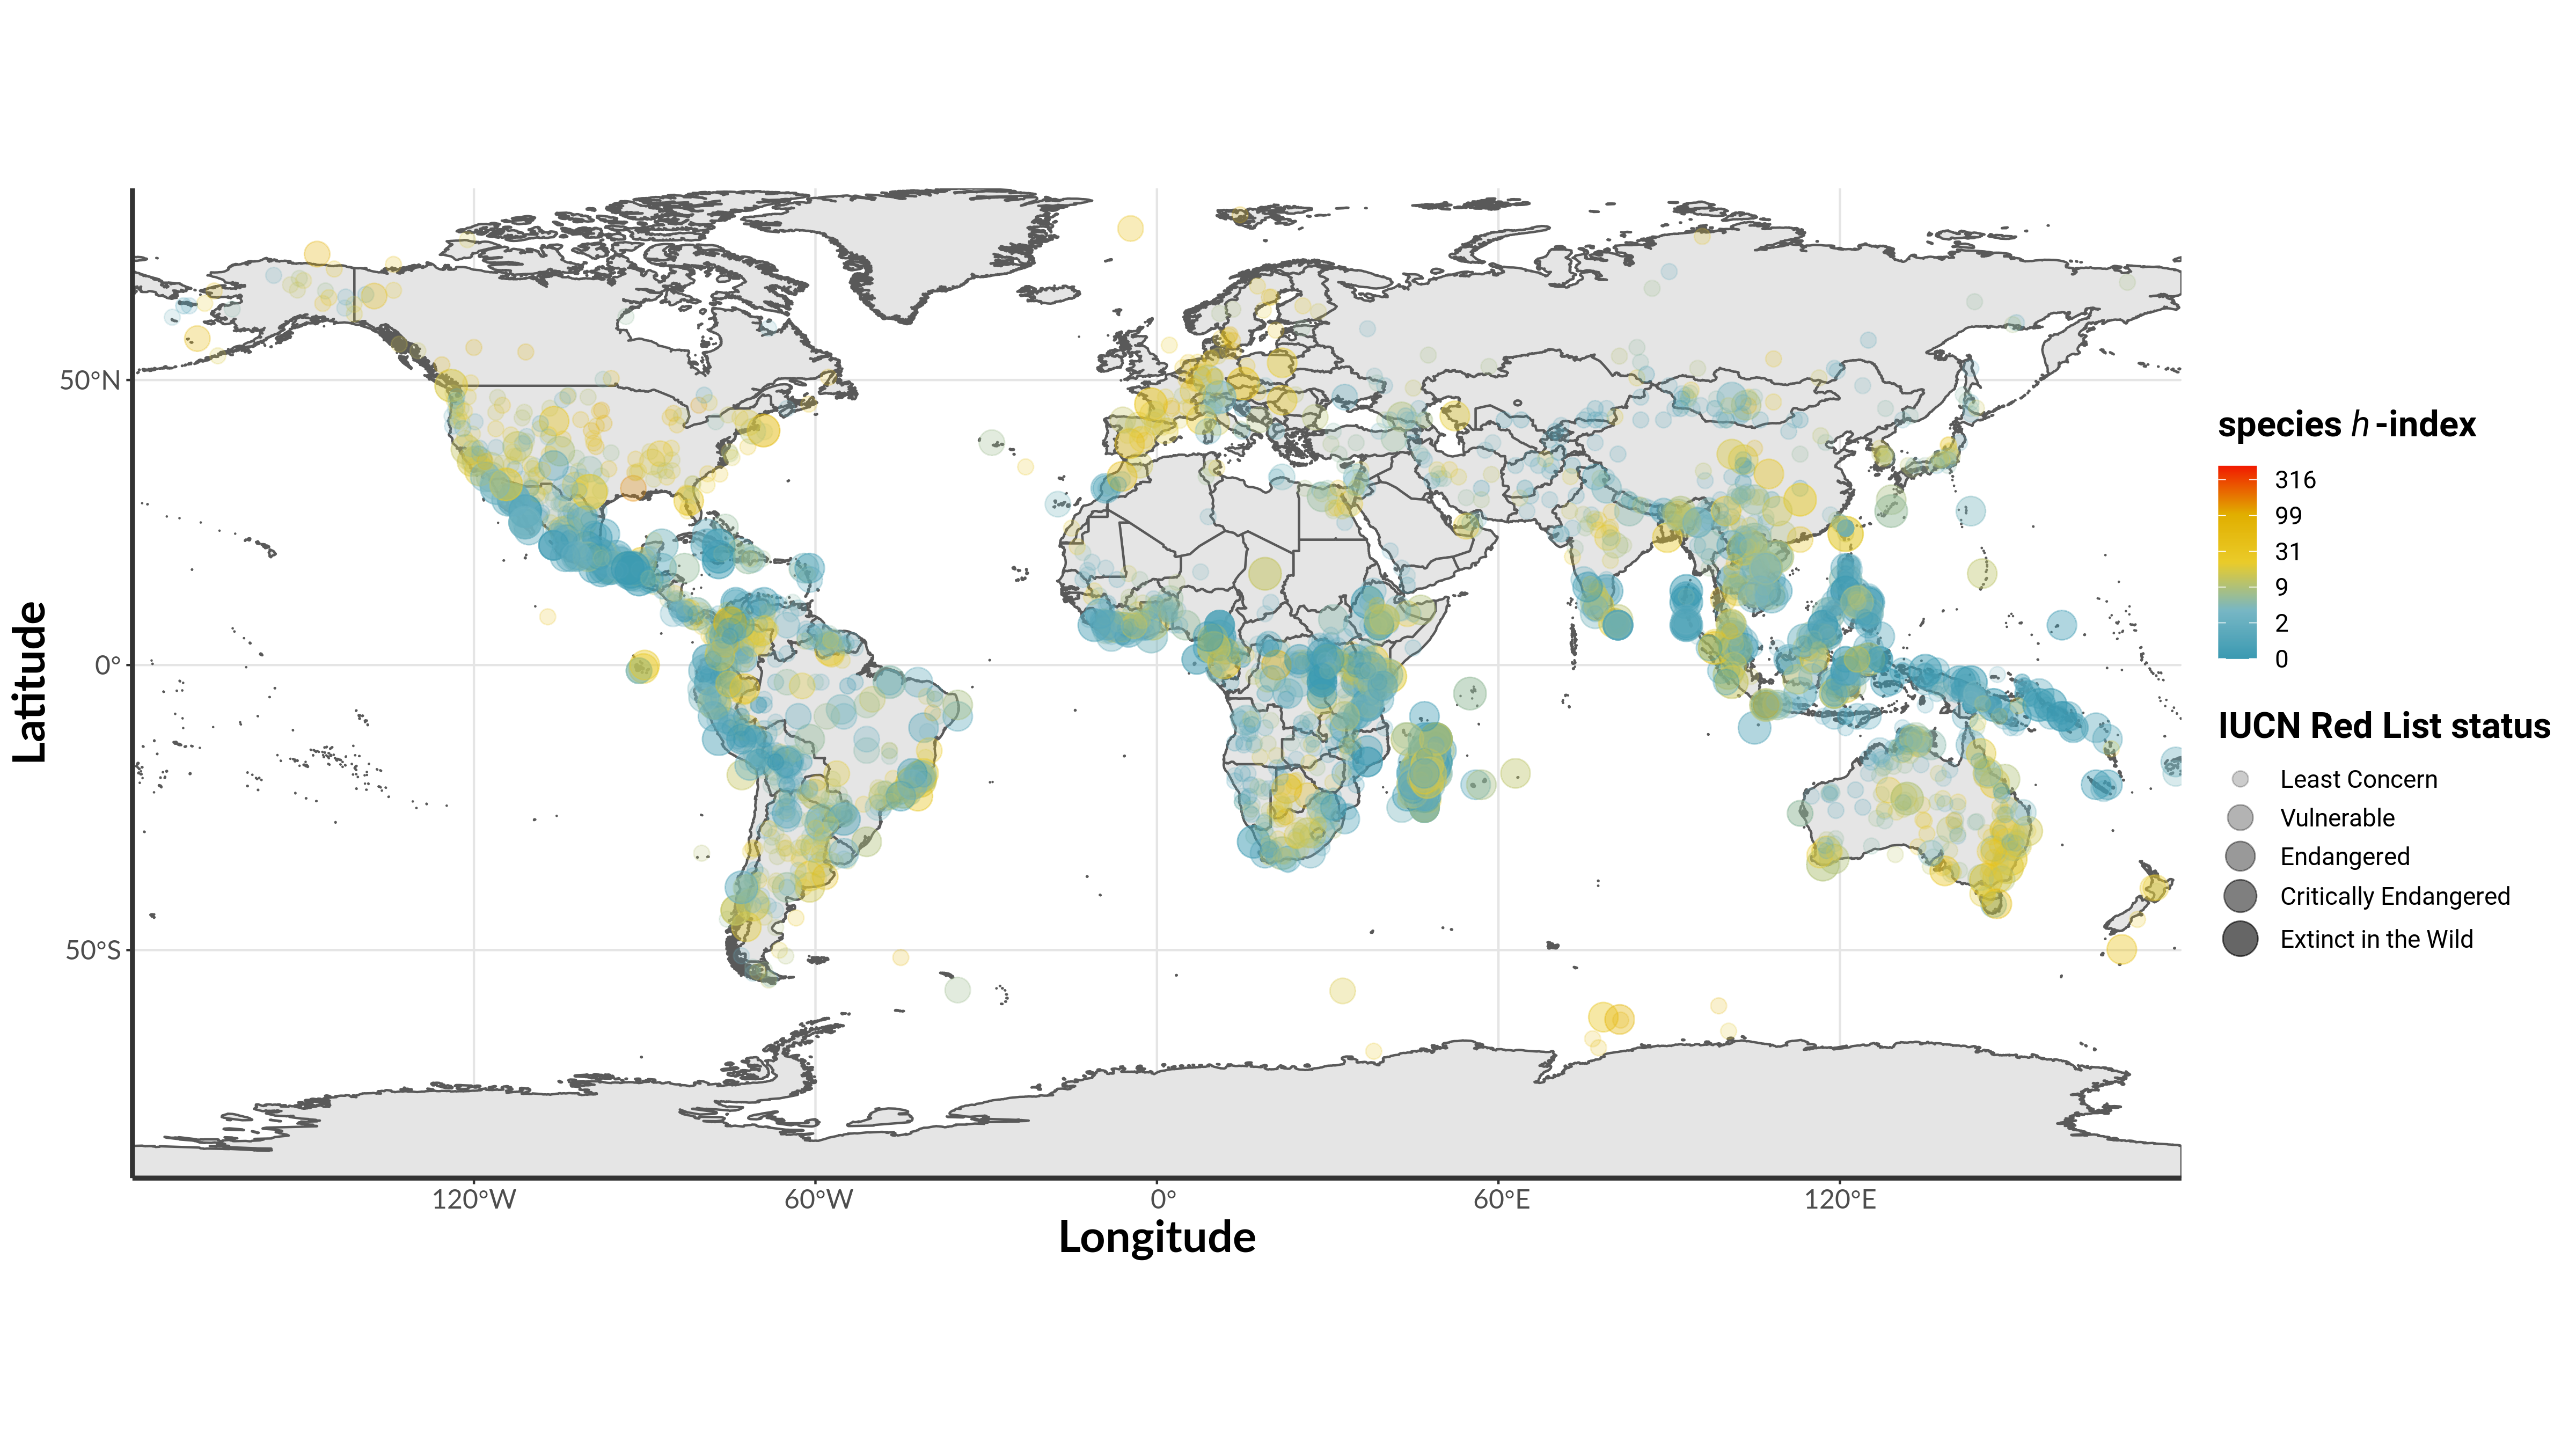 50°N
0°
50°S
Latitude
120°W
60°W
0°
60°E
120°E
Longitude
species h-index
316
99
31
9
2
0
IUCN Red List status
Least Concern
Vulnerable
Endangered
Critically Endangered
Extinct in the Wild